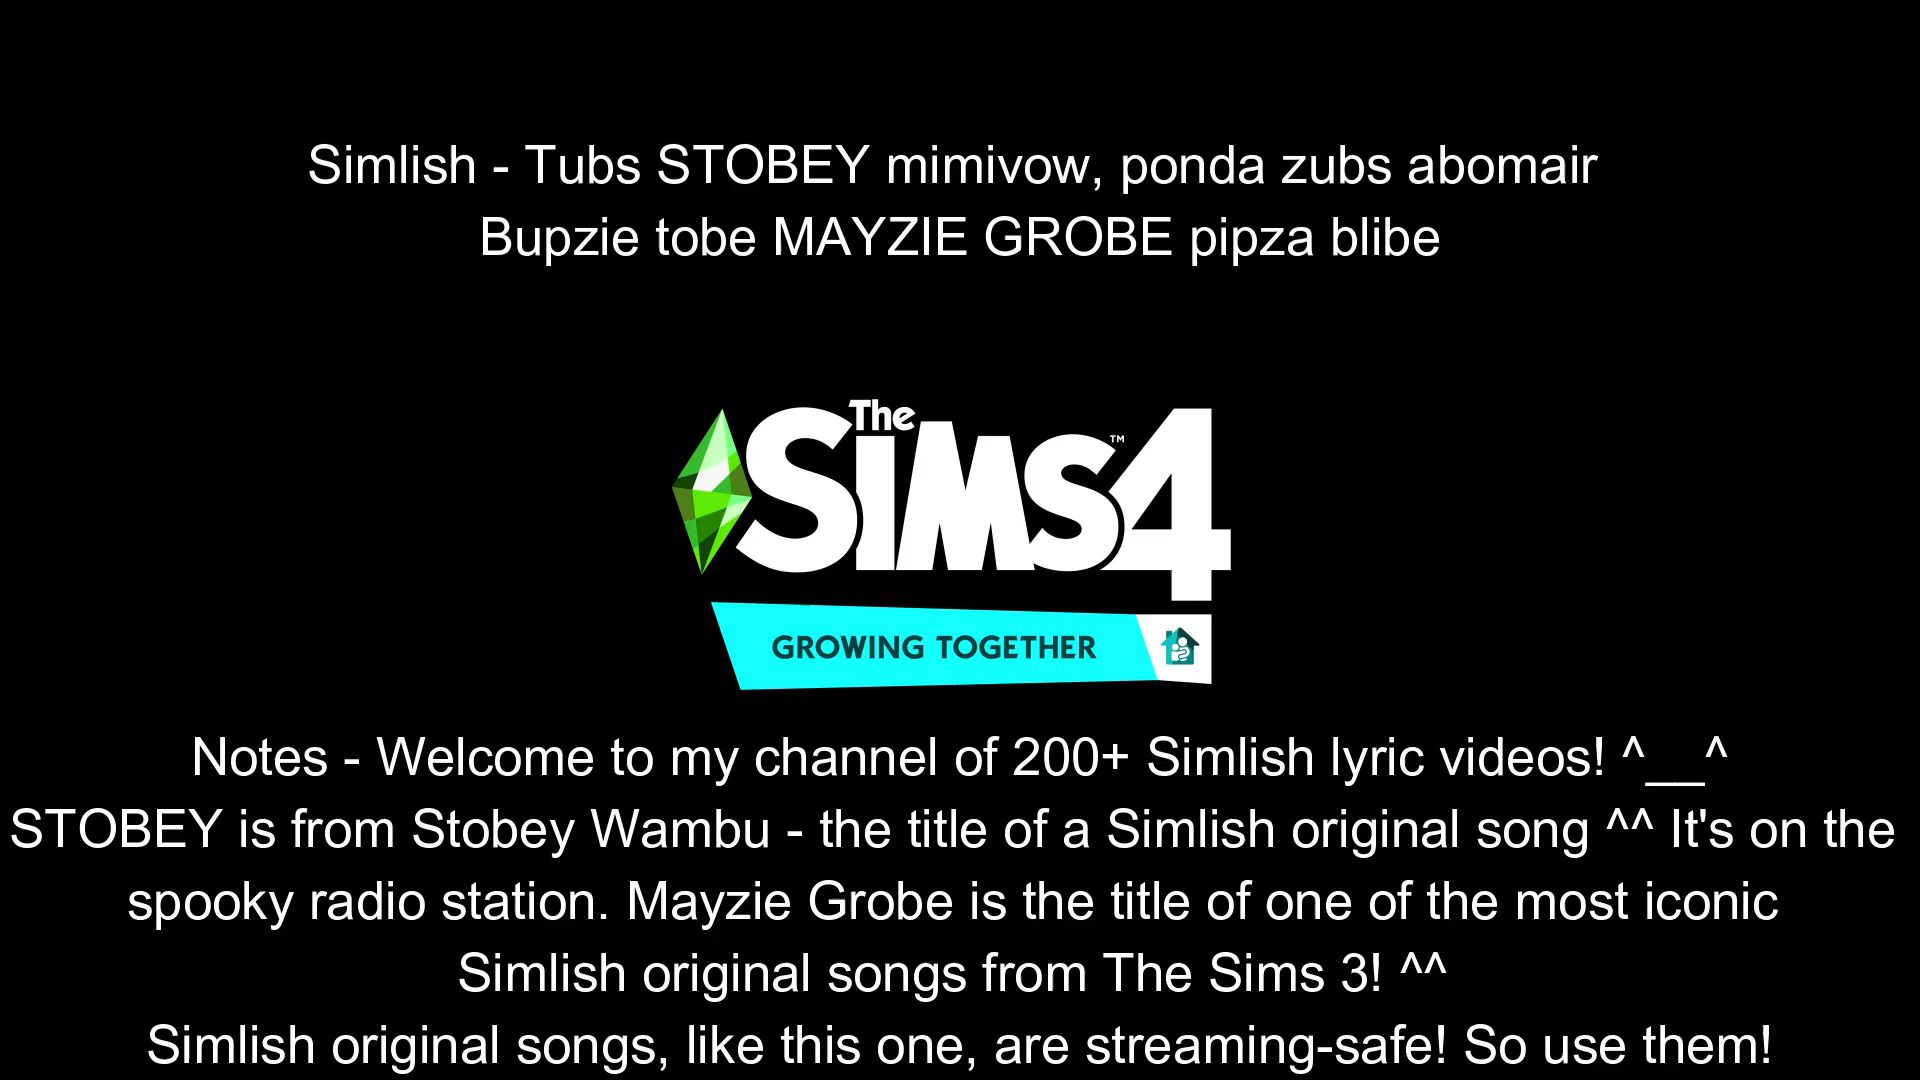 Simlish - Tubs STOBEY mimivow, ponda zubs abomair
Bupzie tobe MAYZIE GROBE pipza blibe
The
SIMS 4 ™
GROWING TOGETHER
Notes - Welcome to my channel of 200+ Simlish lyric videos! ^__^
STOBEY is from Stobey Wambu - the title of a Simlish original song ^^ It's on the
spooky radio station. Mayzie Grobe is the title of one of the most iconic
Simlish original songs from The Sims 3! ^^
Simlish original songs, like this one, are streaming-safe! So use them!